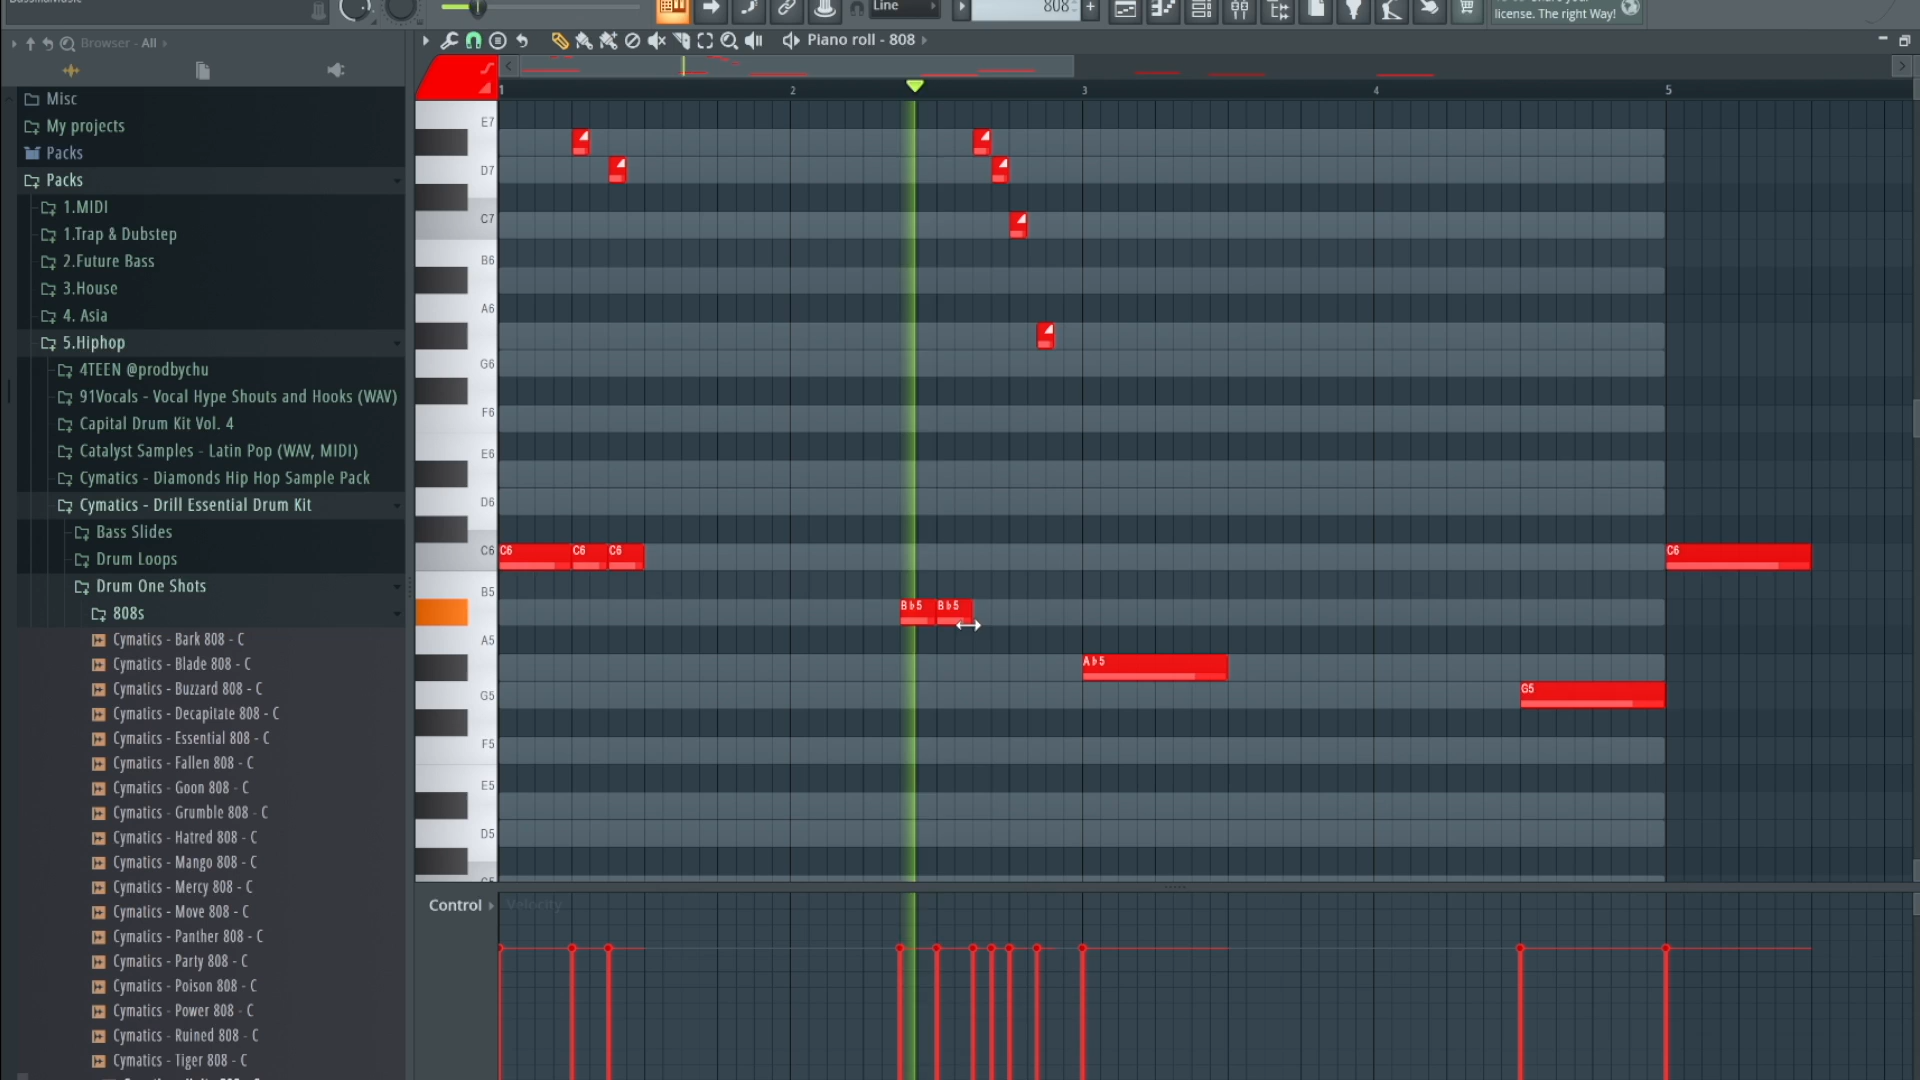 808
Line
license. The right Way!
Browser - All
Piano roll - 808
1 2 3 4 5
Misc
My projects
Packs
Packs
1.MIDI
1.Trap & Dubstep
2.Future Bass
3.House
4. Asia
5.Hiphop
4TEEN @prodbychu
91Vocals - Vocal Hype Shouts and Hooks (WAV)
Capital Drum Kit Vol. 4
Catalyst Samples - Latin Pop (WAV, MIDI)
Cymatics - Diamonds Hip Hop Sample Pack
Cymatics - Drill Essential Drum Kit
Bass Slides
Drum Loops
Drum One Shots
808s
Cymatics - Bark 808 - C
Cymatics - Blade 808 - C
Cymatics - Buzzard 808 - C
Cymatics - Decapitate 808 - C
Cymatics - Essential 808 - C
Cymatics - Fallen 808 - C
Cymatics - Goon 808 - C
Cymatics - Grumble 808 - C
Cymatics - Hatred 808 - C
Cymatics - Mango 808 - C
Cymatics - Mercy 808 - C
Cymatics - Move 808 - C
Cymatics - Panther 808 - C
Cymatics - Party 808 - C
Cymatics - Poison 808 - C
Cymatics - Power 808 - C
Cymatics - Ruined 808 - C
Cymatics - Tiger 808 - C
E7
D7
C7
B6
A6
G6
F6
E6
D6
C6 C6 C6 C6 C6
B5 B♭5 B♭5
A5 A♭5
G5 G5
F5
E5
D5
Control Velocity